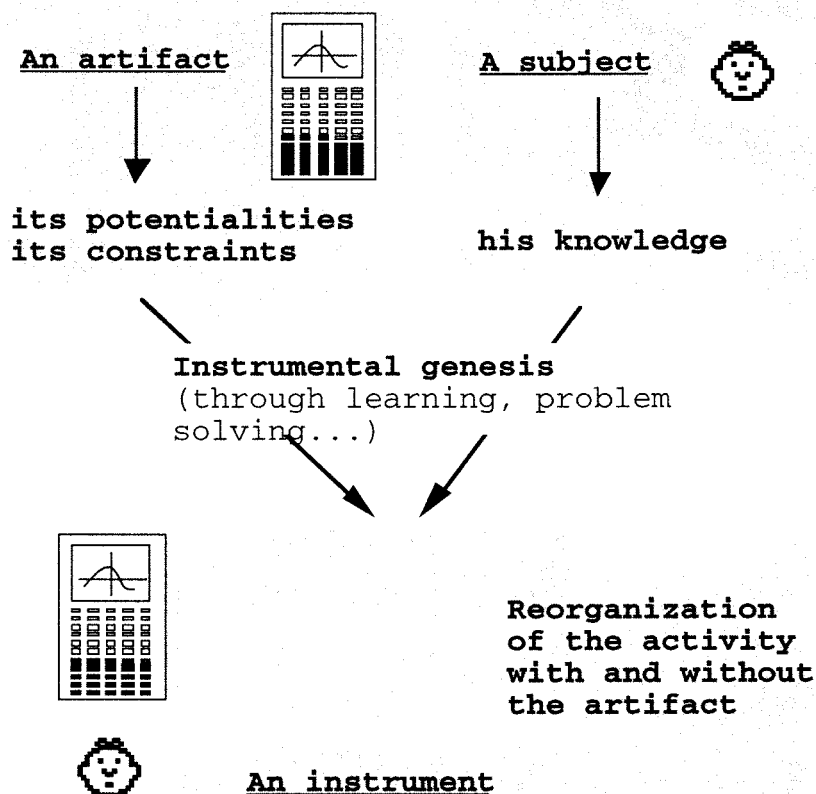 An artifact
A subject
its potentialities
its constraints
his knowledge
Instrumental genesis
(through learning, problem
solving...)
Reorganization
of the activity
with and without
the artifact
An instrument